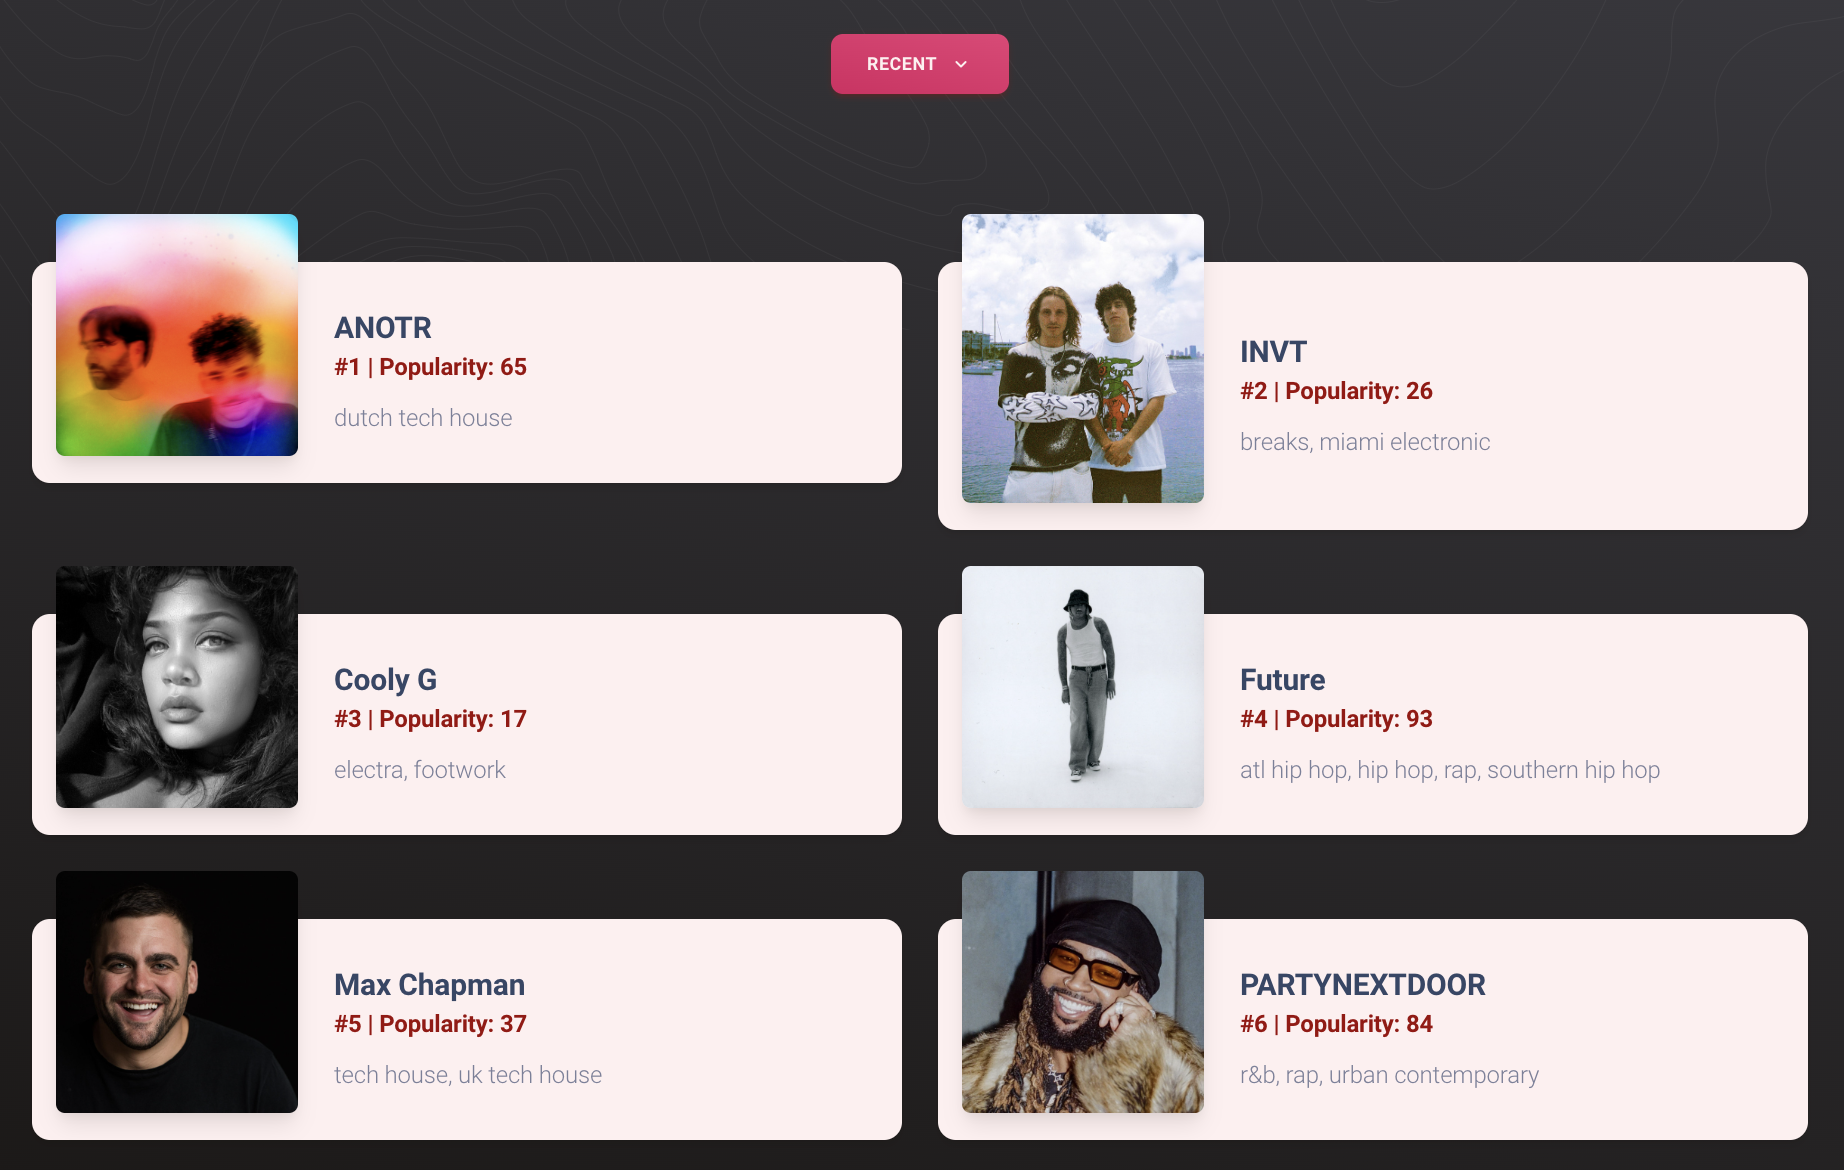 RECENT
ANOTR
#1 | Popularity: 65
dutch tech house
INVT
#2 | Popularity: 26
breaks, miami electronic
Cooly G
#3 | Popularity: 17
electra, footwork
Future
#4 | Popularity: 93
atl hip hop, hip hop, rap, southern hip hop
Max Chapman
#5 | Popularity: 37
tech house, uk tech house
PARTYNEXTDOOR
#6 | Popularity: 84
r&b, rap, urban contemporary